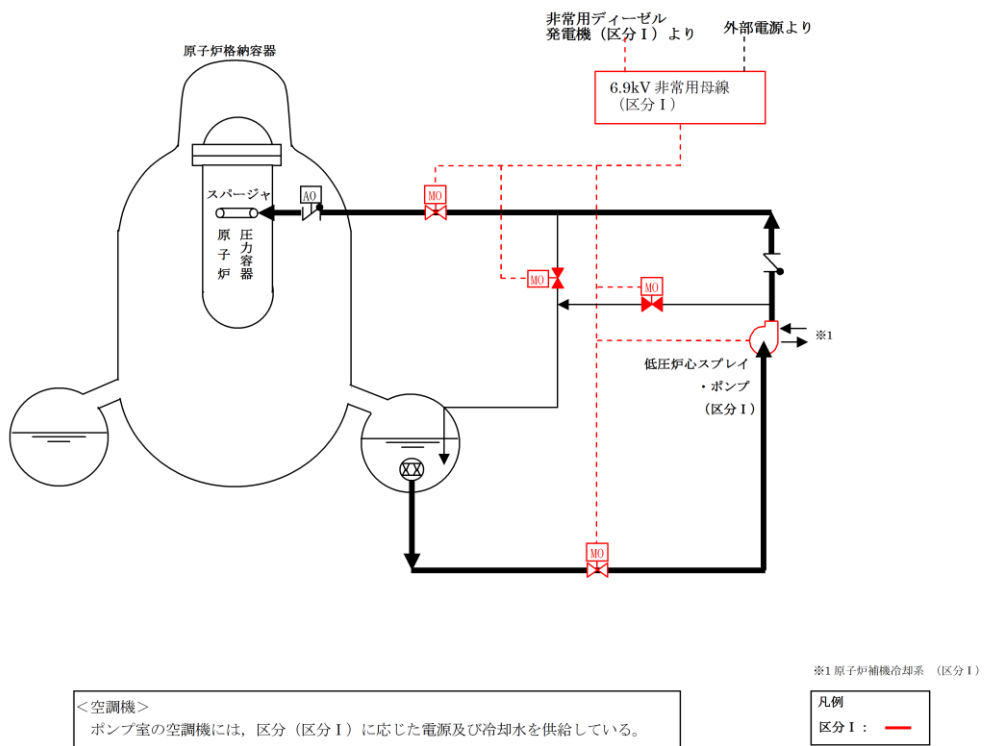 非常用ディーゼル
発電機（区分Ⅰ）より
外部電源より
原子炉格納容器
6.9kV 非常用母線
（区分Ⅰ）
スパージャ
AO
MO
原子炉
圧力容器
MO
MO
※1
低圧炉心スプレイ
・ポンプ
（区分Ⅰ）
MO
※1 原子炉補機冷却系 （区分Ⅰ）
＜空調機＞
ポンプ室の空調機には，区分（区分Ⅰ）に応じた電源及び冷却水を供給している。
凡例
区分Ⅰ：